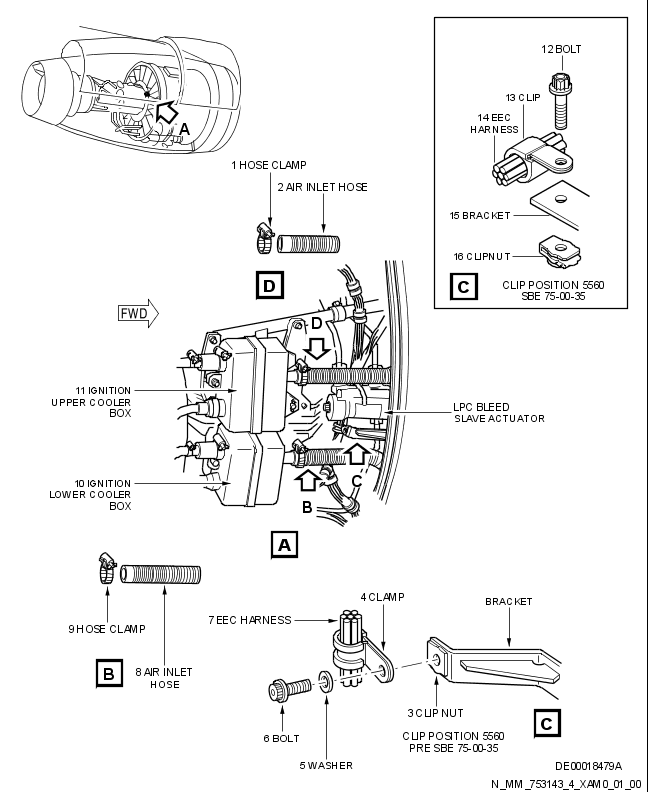 A
12 BOLT
13 CLIP
14 EEC
HARNESS
15 BRACKET
16 CLIPNUT
C
CLIP POSITION 5560
SBE 75-00-35
1 HOSE CLAMP
2 AIR INLET HOSE
D
FWD
D
11 IGNITION
UPPER COOLER
BOX
LPC BLEED
SLAVE ACTUATOR
10 IGNITION
LOWER COOLER
BOX
B
C
A
9 HOSE CLAMP
8 AIR INLET
HOSE
B
4 CLAMP
7 EEC HARNESS
BRACKET
3 CLIP NUT
6 BOLT
5 WASHER
C
CLIP POSITION 5560
PRE SBE 75-00-35
DE00018479A
N_MM_753143_4_XAM0_01_00